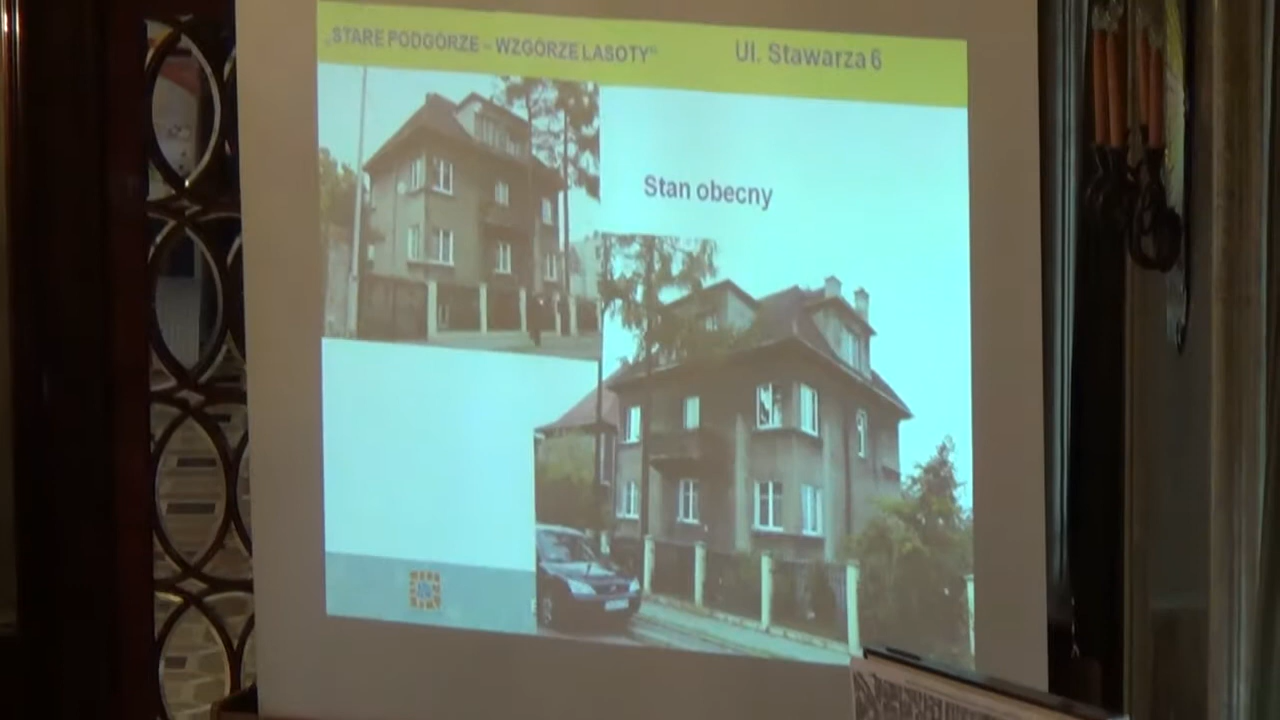 „STARE PODGÓRZE – WZGÓRZE LASOTY”
Ul. Stawarza 6
Stan obecny